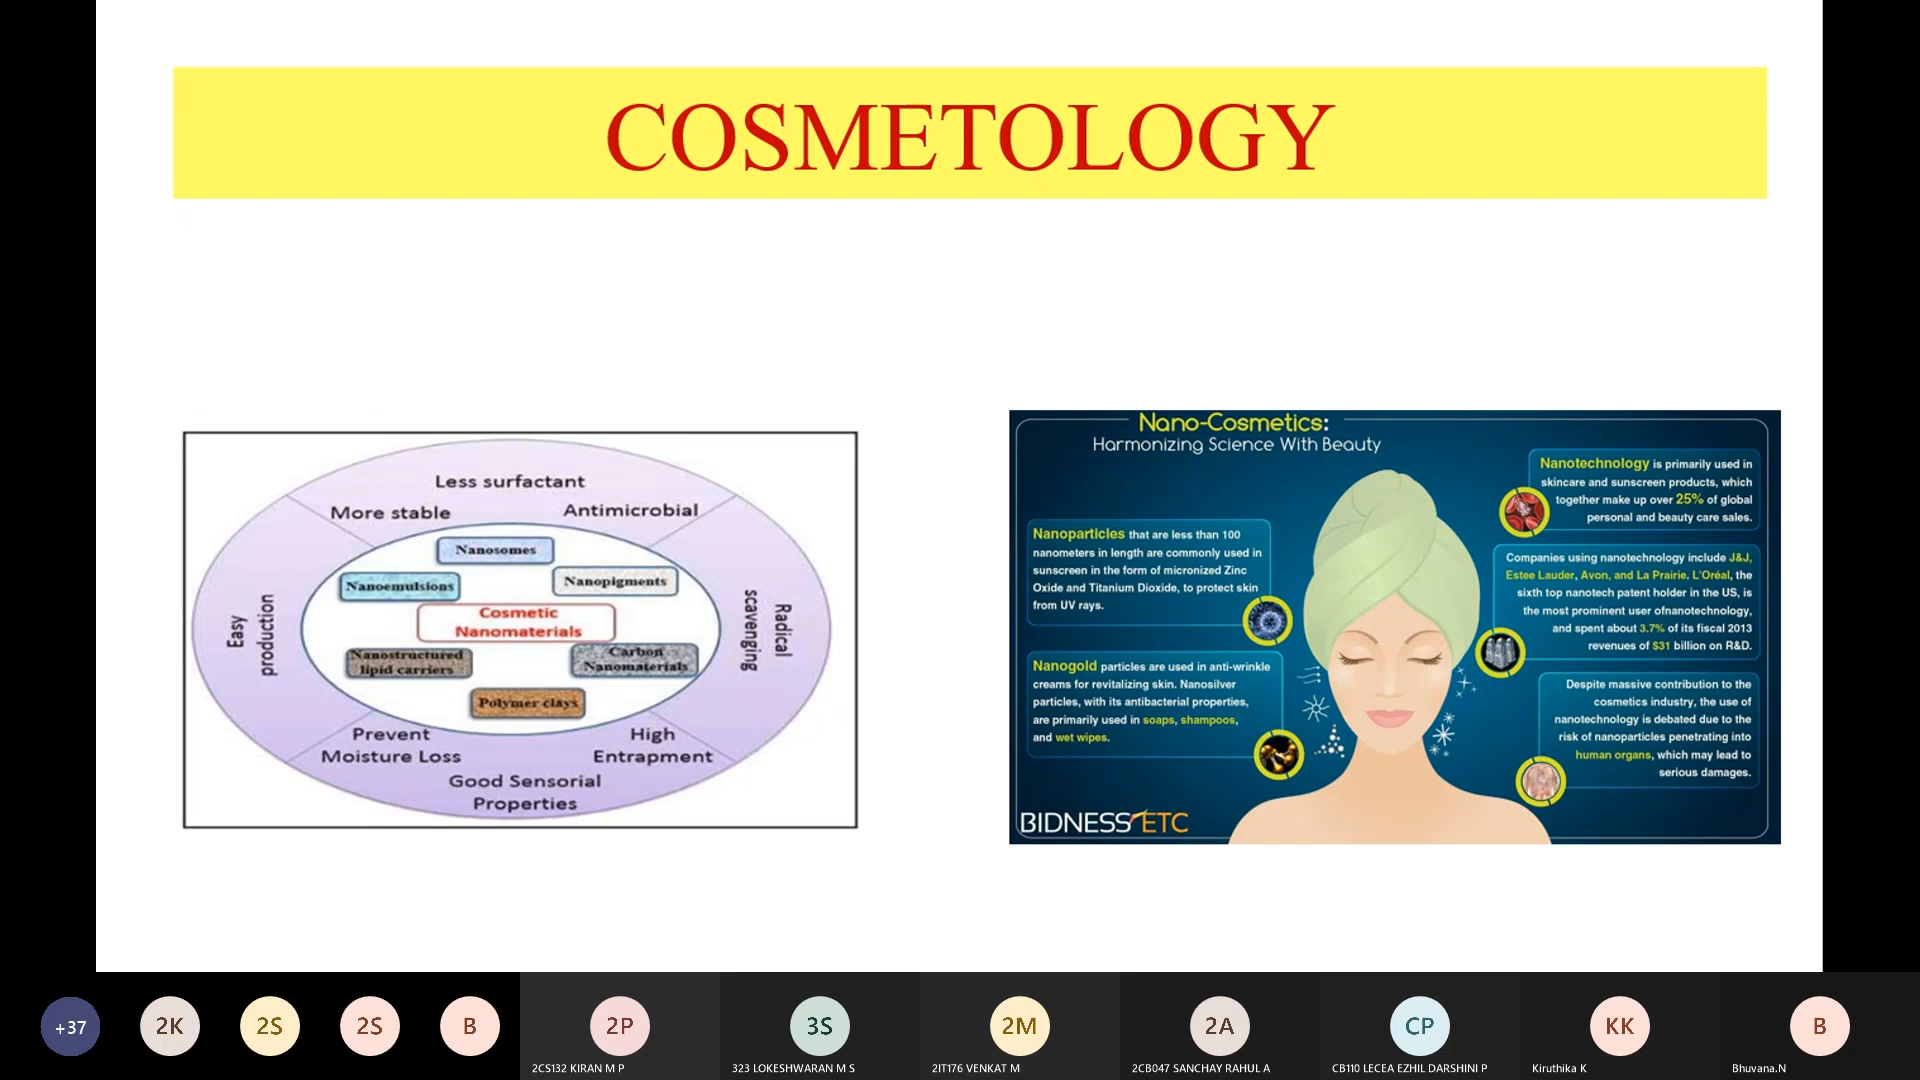 COSMETOLOGY
Less surfactant
More stable
Antimicrobial
Easy
production
Radical
scavenging
Nanosomes
Nanoemulsions
Nanopigments
Cosmetic
Nanomaterials
Nanostructured
lipid carriers
Carbon
Nanomaterials
Polymer clays
Prevent
Moisture Loss
High
Entrapment
Good Sensorial
Properties
Nano-Cosmetics:
Harmonizing Science With Beauty
Nanoparticles that are less than 100
nanometers in length are commonly used in
sunscreen in the form of micronized Zinc
Oxide and Titanium Dioxide, to protect skin
from UV rays.
Nanogold particles are used in anti-wrinkle
creams for revitalizing skin. Nanosilver
particles, with its antibacterial properties,
are primarily used in soaps, shampoos,
and wet wipes.
Nanotechnology is primarily used in
skincare and sunscreen products, which
together make up over 25% of global
personal and beauty care sales.
Companies using nanotechnology include J&J,
Estee Lauder, Avon, and La Prairie. L'Oréal, the
sixth top nanotech patent holder in the US, is
the most prominent user ofnanotechnology,
and spent about 3.7% of its fiscal 2013
revenues of $31 billion on R&D.
Despite massive contribution to the
cosmetics industry, the use of
nanotechnology is debated due to the
risk of nanoparticles penetrating into
human organs, which may lead to
serious damages.
BIDNESS ETC
+37
2K
2S
2S
B
2P
3S
2M
2A
CP
KK
B
2CS132 KIRAN M P
323 LOKESHWARAN M S
2IT176 VENKAT M
2CB047 SANCHAY RAHUL A
CB110 LECEA EZHIL DARSHINI P
Kiruthika K
Bhuvana.N